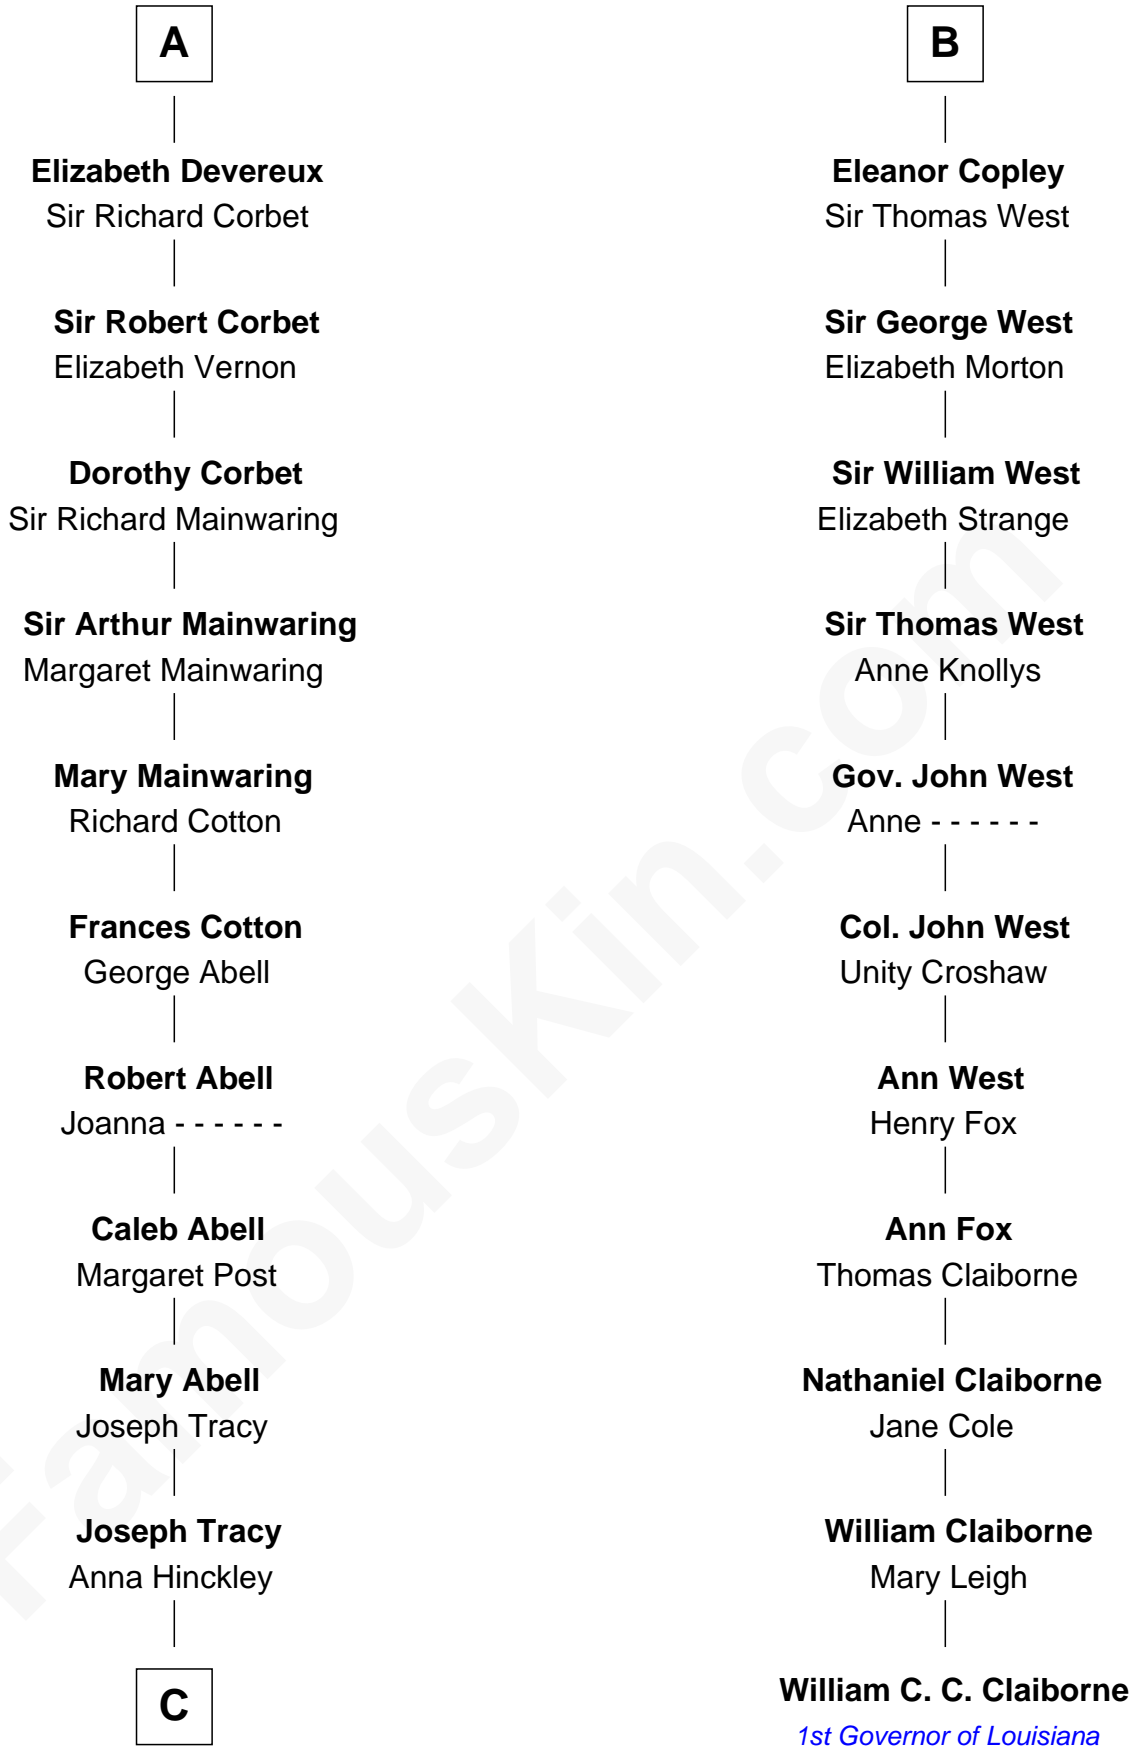 A
Elizabeth Devereux
Sir Richard Corbet
Sir Robert Corbet
Elizabeth Vernon
Dorothy Corbet
Sir Richard Mainwaring
Sir Arthur Mainwaring
Margaret Mainwaring
Mary Mainwaring
Richard Cotton
Frances Cotton
George Abell
Robert Abell
Joanna - - - - - -
Caleb Abell
Margaret Post
Mary Abell
Joseph Tracy
Joseph Tracy
Anna Hinckley
C
B
Eleanor Copley
Sir Thomas West
Sir George West
Elizabeth Morton
Sir William West
Elizabeth Strange
Sir Thomas West
Anne Knollys
Gov. John West
Anne - - - - - -
Col. John West
Unity Croshaw
Ann West
Henry Fox
Ann Fox
Thomas Claiborne
Nathaniel Claiborne
Jane Cole
William Claiborne
Mary Leigh
William C. C. Claiborne
1st Governor of Louisiana
FamousKin.com